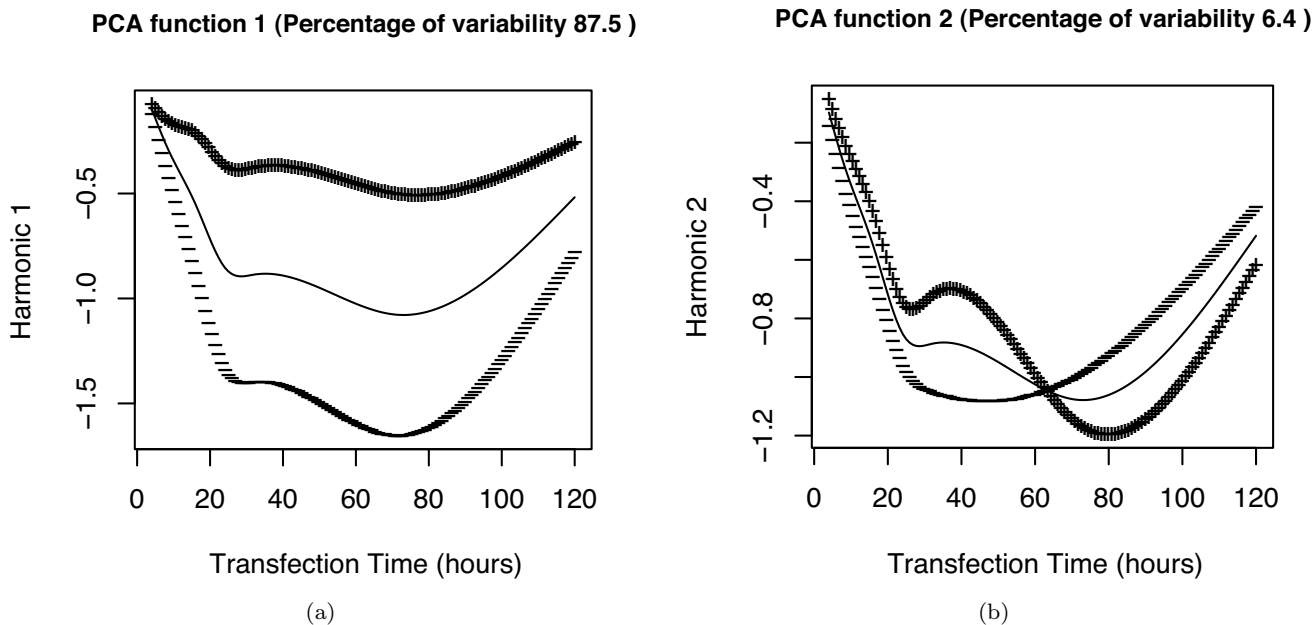 PCA function 1 (Percentage of variability 87.5 )
Harmonic 1
−0.5
−1.0
−1.5
0 20 40 60 80 100 120
Transfection Time (hours)
(a)
PCA function 2 (Percentage of variability 6.4 )
Harmonic 2
−0.4
−0.8
−1.2
0 20 40 60 80 100 120
Transfection Time (hours)
(b)